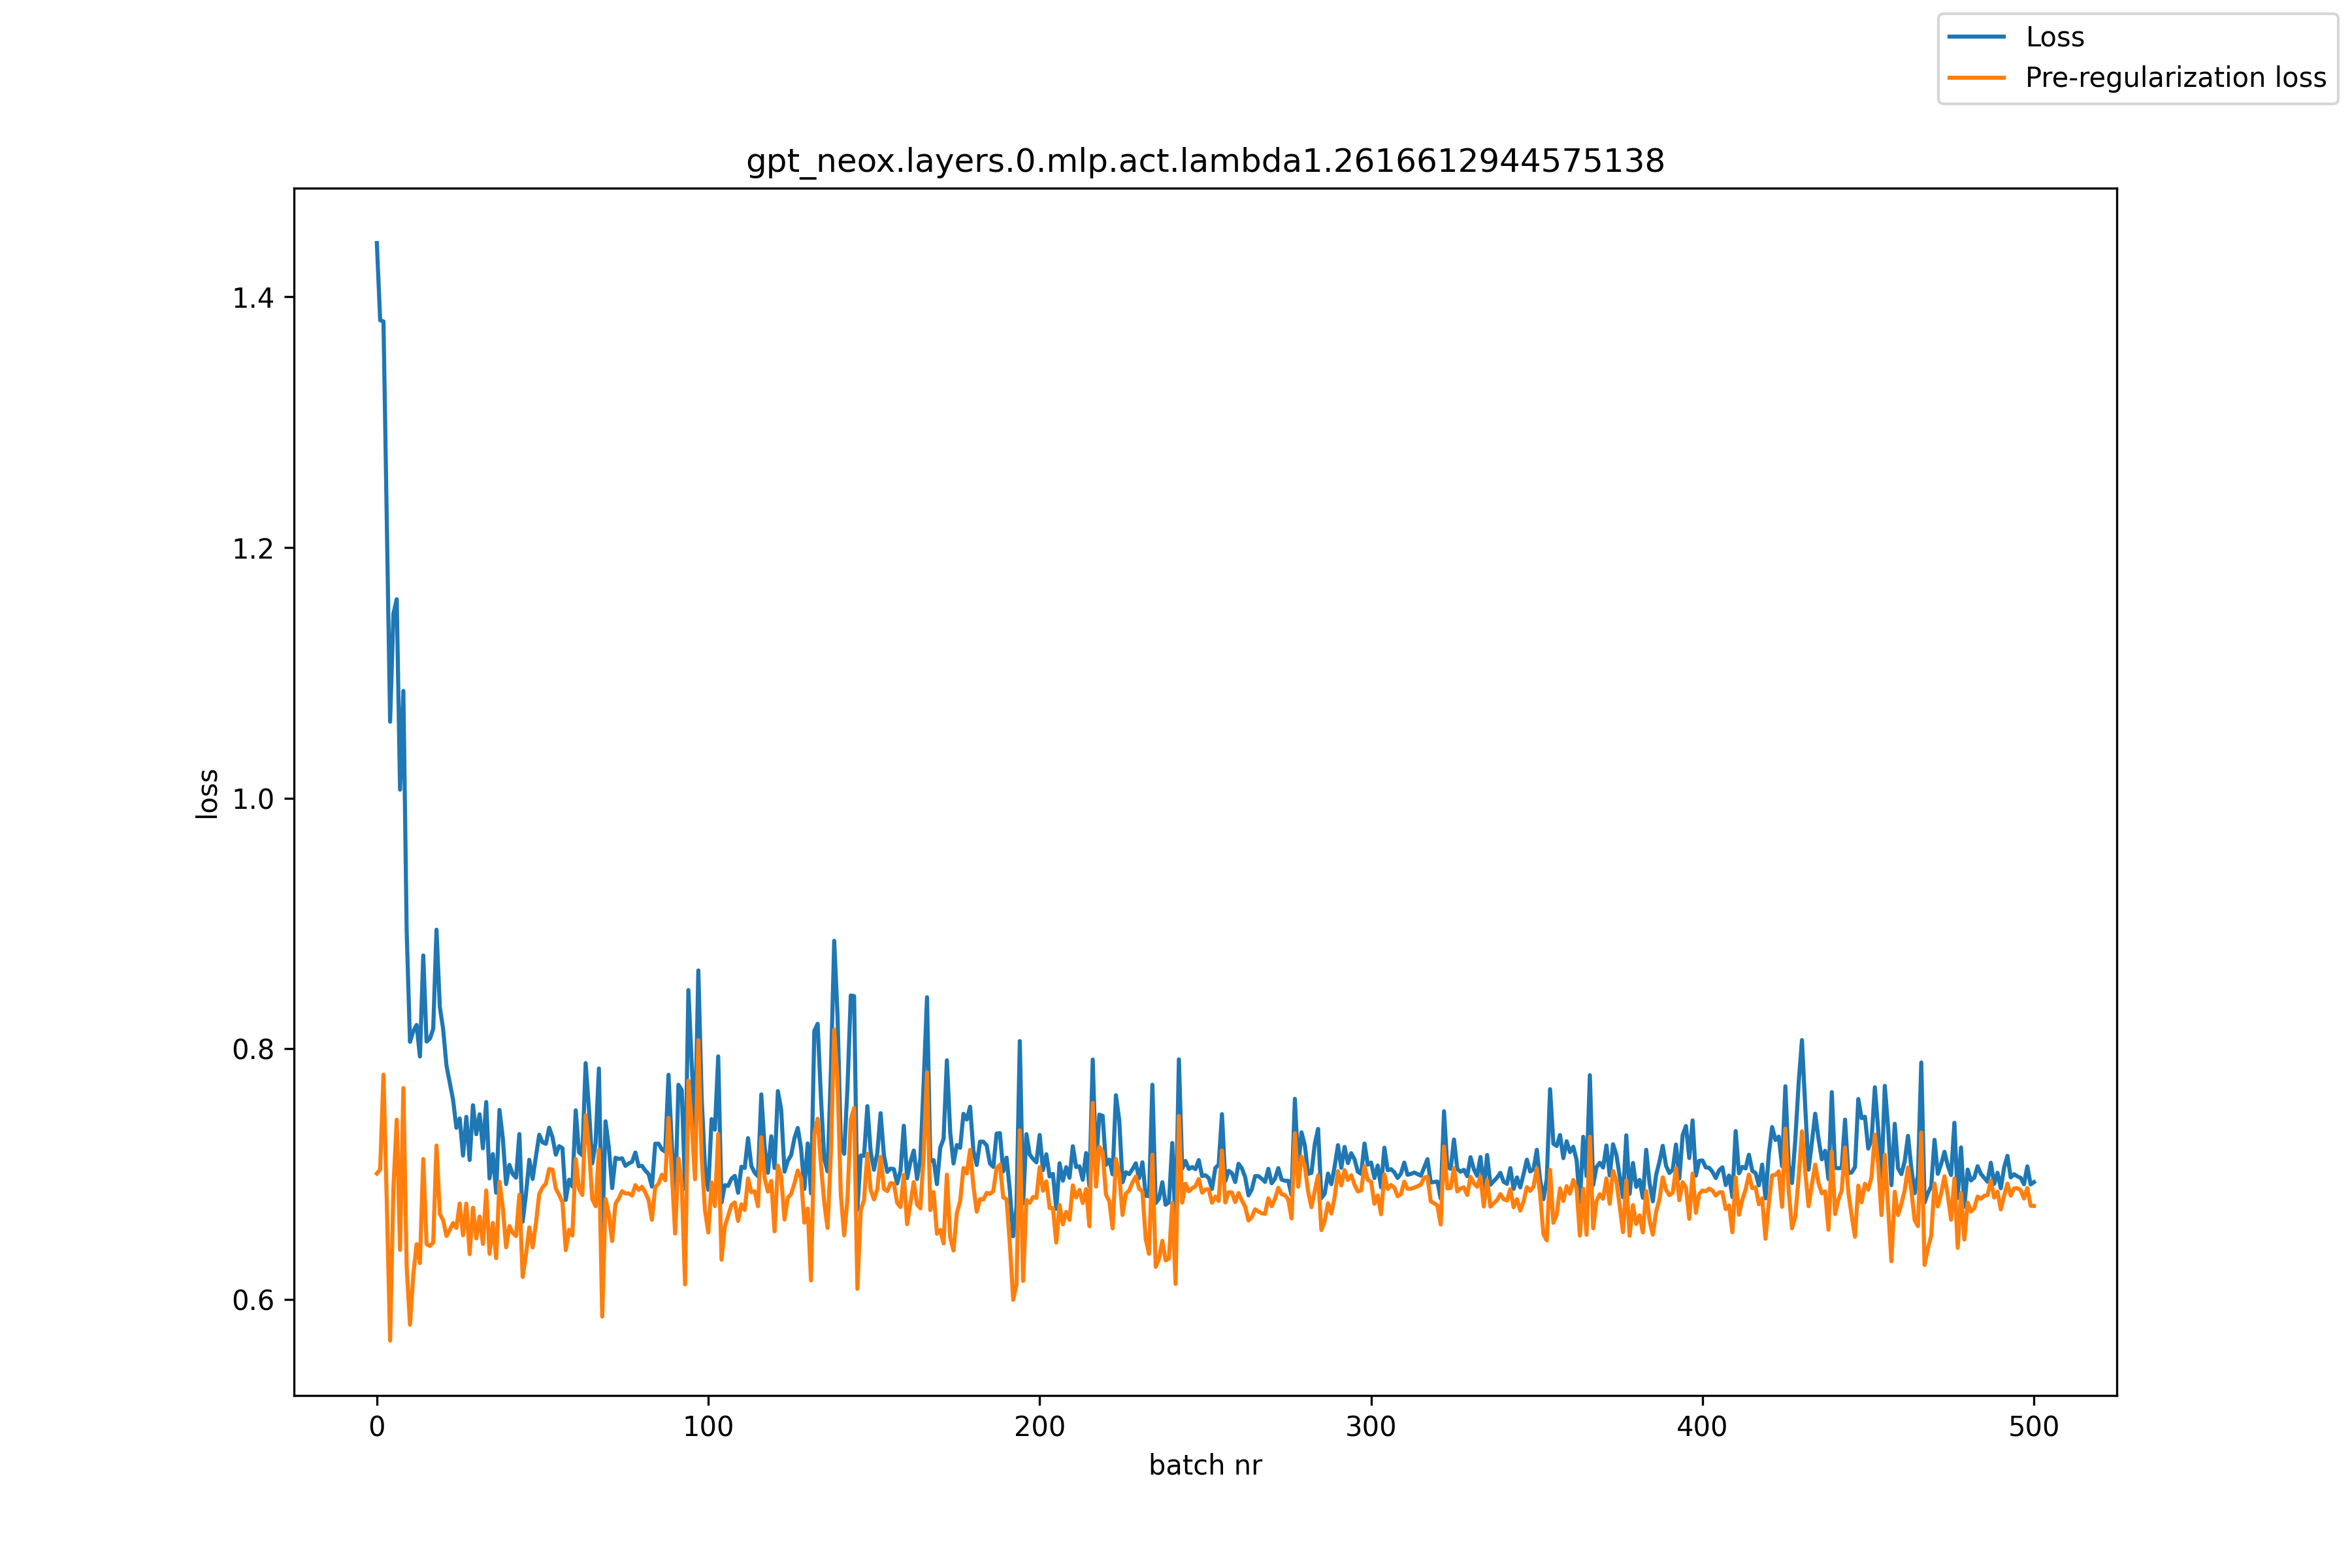 Loss
Pre-regularization loss
gpt_neox.layers.0.mlp.act.lambda1.2616612944575138
1.4
1.2
1.0
0.8
0.6
loss
0 100 200 300 400 500
batch nr